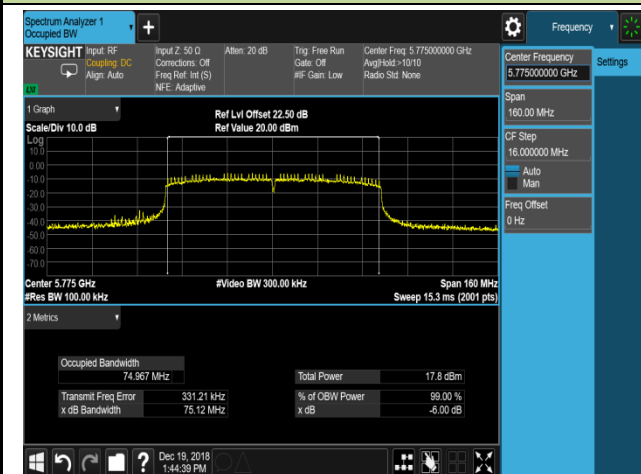 Spectrum Analyzer 1
Occupied BW
Frequency
KEYSIGHT
Input: RF
Coupling: DC
Align: Auto
Input Z: 50 Ω
Corrections: Off
Freq Ref: Int (S)
NFE: Adaptive
Atten: 20 dB
Trig: Free Run
Gate: Off
#IF Gain: Low
Center Freq: 5.775000000 GHz
Avg|Hold:>10/10
Radio Std: None
LXI
Center Frequency
5.775000000 GHz
Settings
Span
160.00 MHz
CF Step
16.000000 MHz
Auto
Man
Freq Offset
0 Hz
1 Graph
Scale/Div 10.0 dB
Ref Lvl Offset 22.50 dB
Ref Value 20.00 dBm
Log
10.0
0.00
-10.0
-20.0
-30.0
-40.0
-50.0
-60.0
-70.0
Center 5.775 GHz
#Res BW 100.00 kHz
#Video BW 300.00 kHz
Span 160 MHz
Sweep 15.3 ms (2001 pts)
2 Metrics
Occupied Bandwidth
74.967 MHz
Total Power 17.8 dBm
Transmit Freq Error 331.21 kHz
% of OBW Power 99.00 %
x dB Bandwidth 75.12 MHz
x dB -6.00 dB
Dec 19, 2018
1:44:39 PM